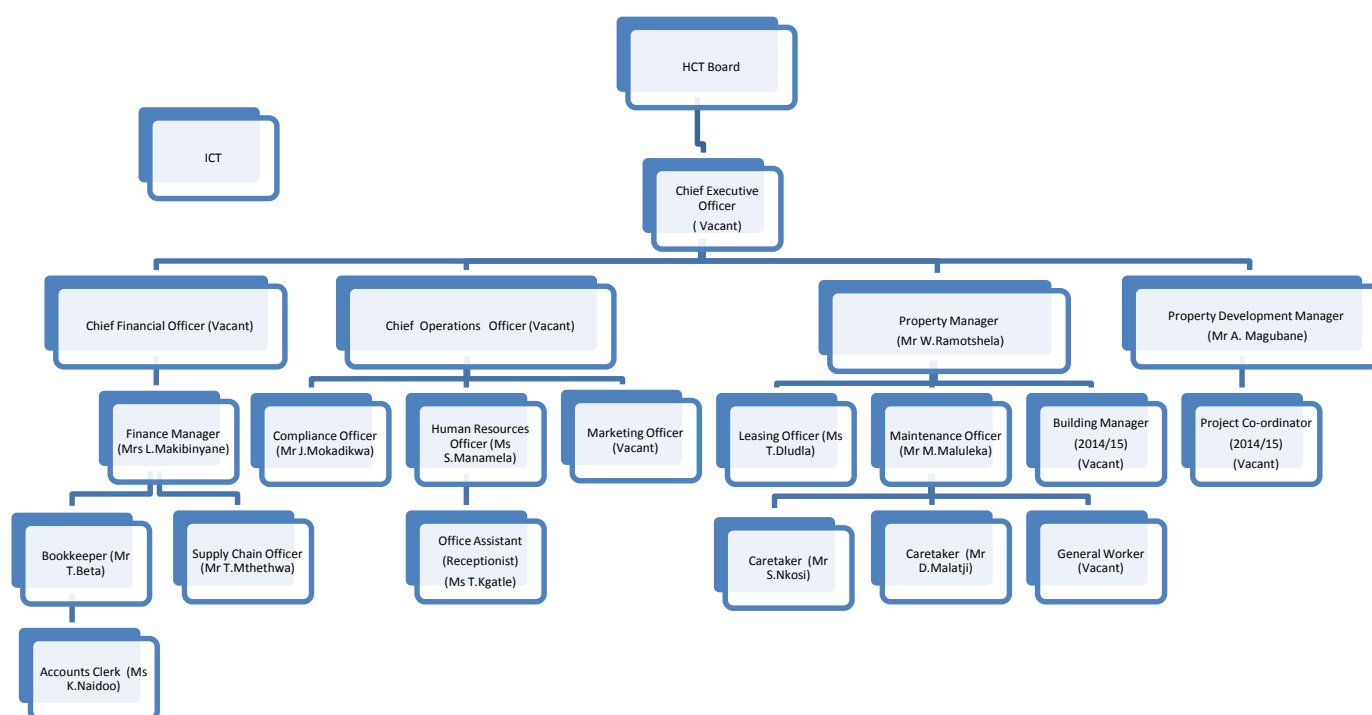 HCT Board
ICT
Chief Executive
Officer
( Vacant)
Chief Financial Officer (Vacant)
Chief Operations Officer (Vacant)
Property Manager
(Mr W.Ramotshela)
Property Development Manager
(Mr A. Magubane)
Finance Manager
(Mrs L.Makibinyane)
Compliance Officer
(Mr J.Mokadikwa)
Human Resources
Officer (Ms
S.Manamela)
Marketing Officer
(Vacant)
Leasing Officer (Ms
T.Dludla)
Maintenance Officer
(Mr M.Maluleka)
Building Manager
(2014/15)
(Vacant)
Project Co-ordinator
(2014/15)
(Vacant)
Bookkeeper (Mr
T.Beta)
Supply Chain Officer
(Mr T.Mthethwa)
Office Assistant
(Receptionist)
(Ms T.Kgatle)
Caretaker (Mr
S.Nkosi)
Caretaker (Mr
D.Malatji)
General Worker
(Vacant)
Accounts Clerk (Ms
K.Naidoo)